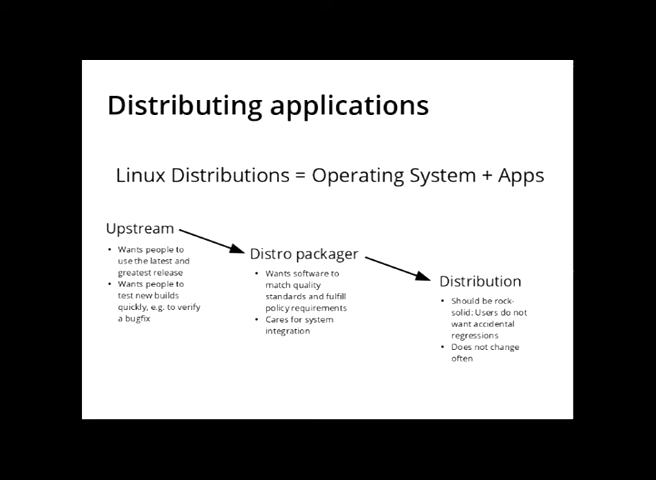 Distributing applications
Linux Distributions = Operating System + Apps
Upstream
• Wants people to
use the latest and
greatest release
• Wants people to
test new builds
quickly, e.g. to verify
a bugfix
Distro packager
• Wants software to
match quality
standards and fulfill
policy requirements
• Cares for system
integration
Distribution
• Should be rock-
solid: Users do not
want accidental
regressions
• Does not change
often